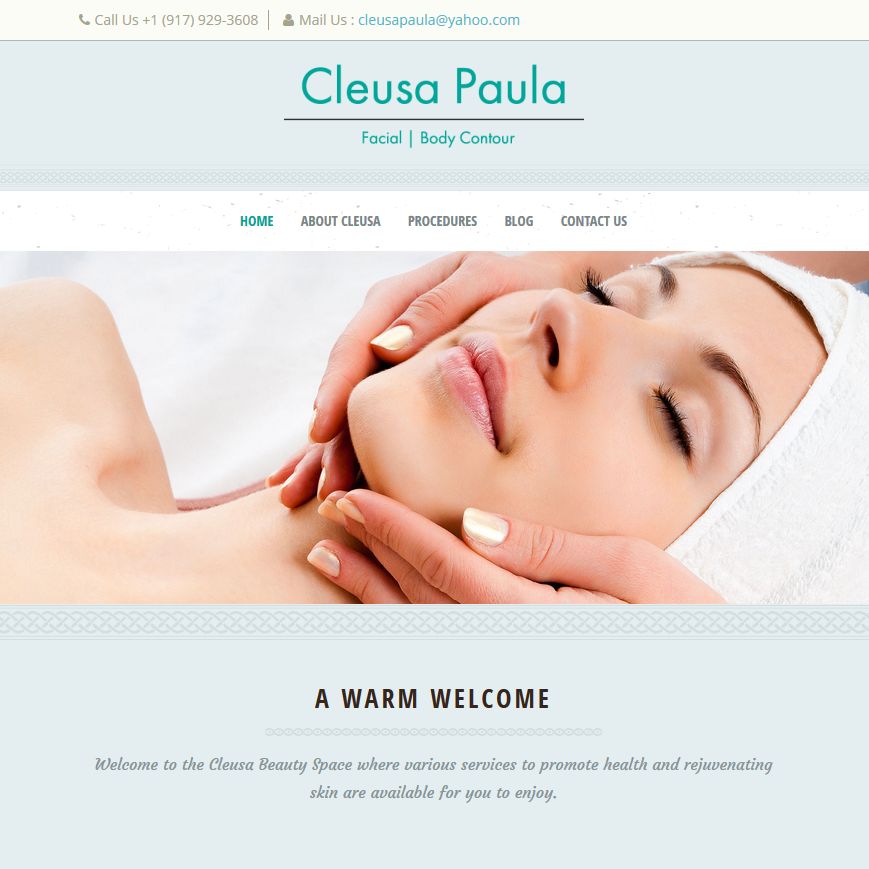 Call Us +1 (917) 929-3608 Mail Us : cleusapaula@yahoo.com
Cleusa Paula
Facial | Body Contour
HOME ABOUT CLEUSA PROCEDURES BLOG CONTACT US
A WARM WELCOME
Welcome to the Cleusa Beauty Space where various services to promote health and rejuvenating
skin are available for you to enjoy.